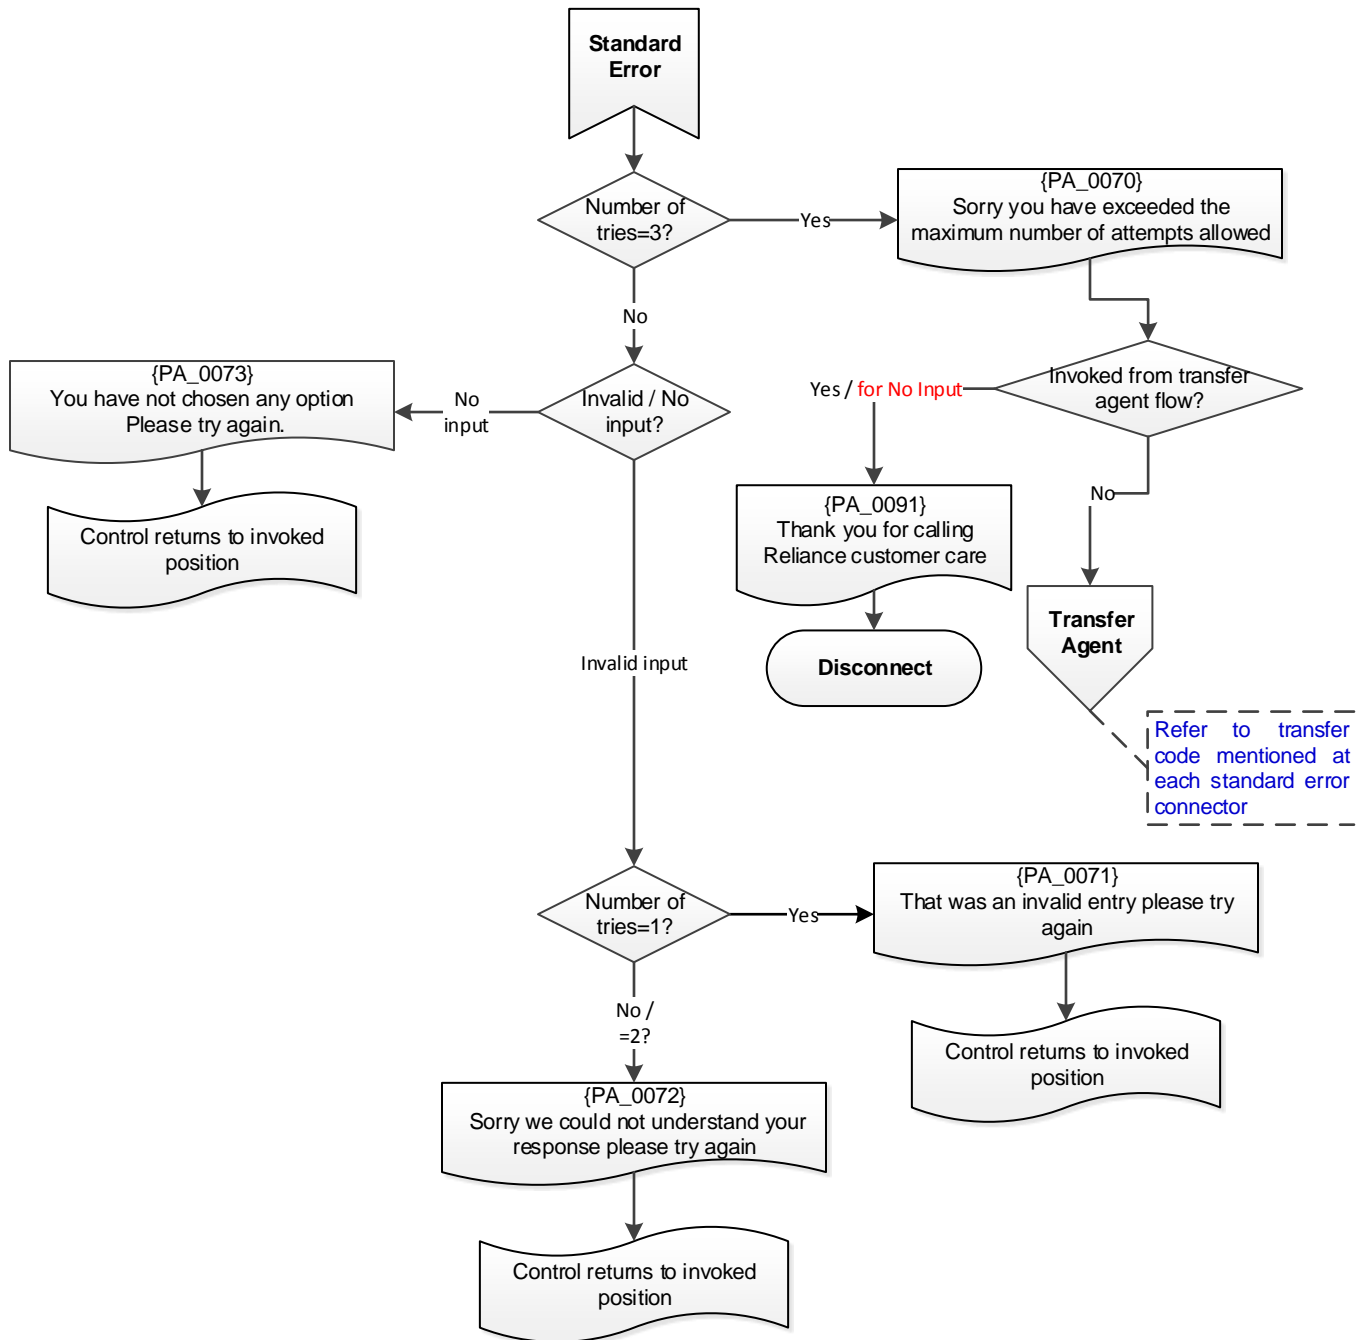 Standard
Error
Number of
tries=3?
Yes
{PA_0070}
Sorry you have exceeded the
maximum number of attempts allowed
No
{PA_0073}
You have not chosen any option
Please try again.
No
input
Invalid / No
input?
Yes / for No Input
Invoked from transfer
agent flow?
Control returns to invoked
position
{PA_0091}
Thank you for calling
Reliance customer care
No
Disconnect
Transfer
Agent
Invalid input
Refer to transfer
code mentioned at
each standard error
connector
Number of
tries=1?
Yes
{PA_0071}
That was an invalid entry please try
again
No /
=2?
Control returns to invoked
position
{PA_0072}
Sorry we could not understand your
response please try again
Control returns to invoked
position